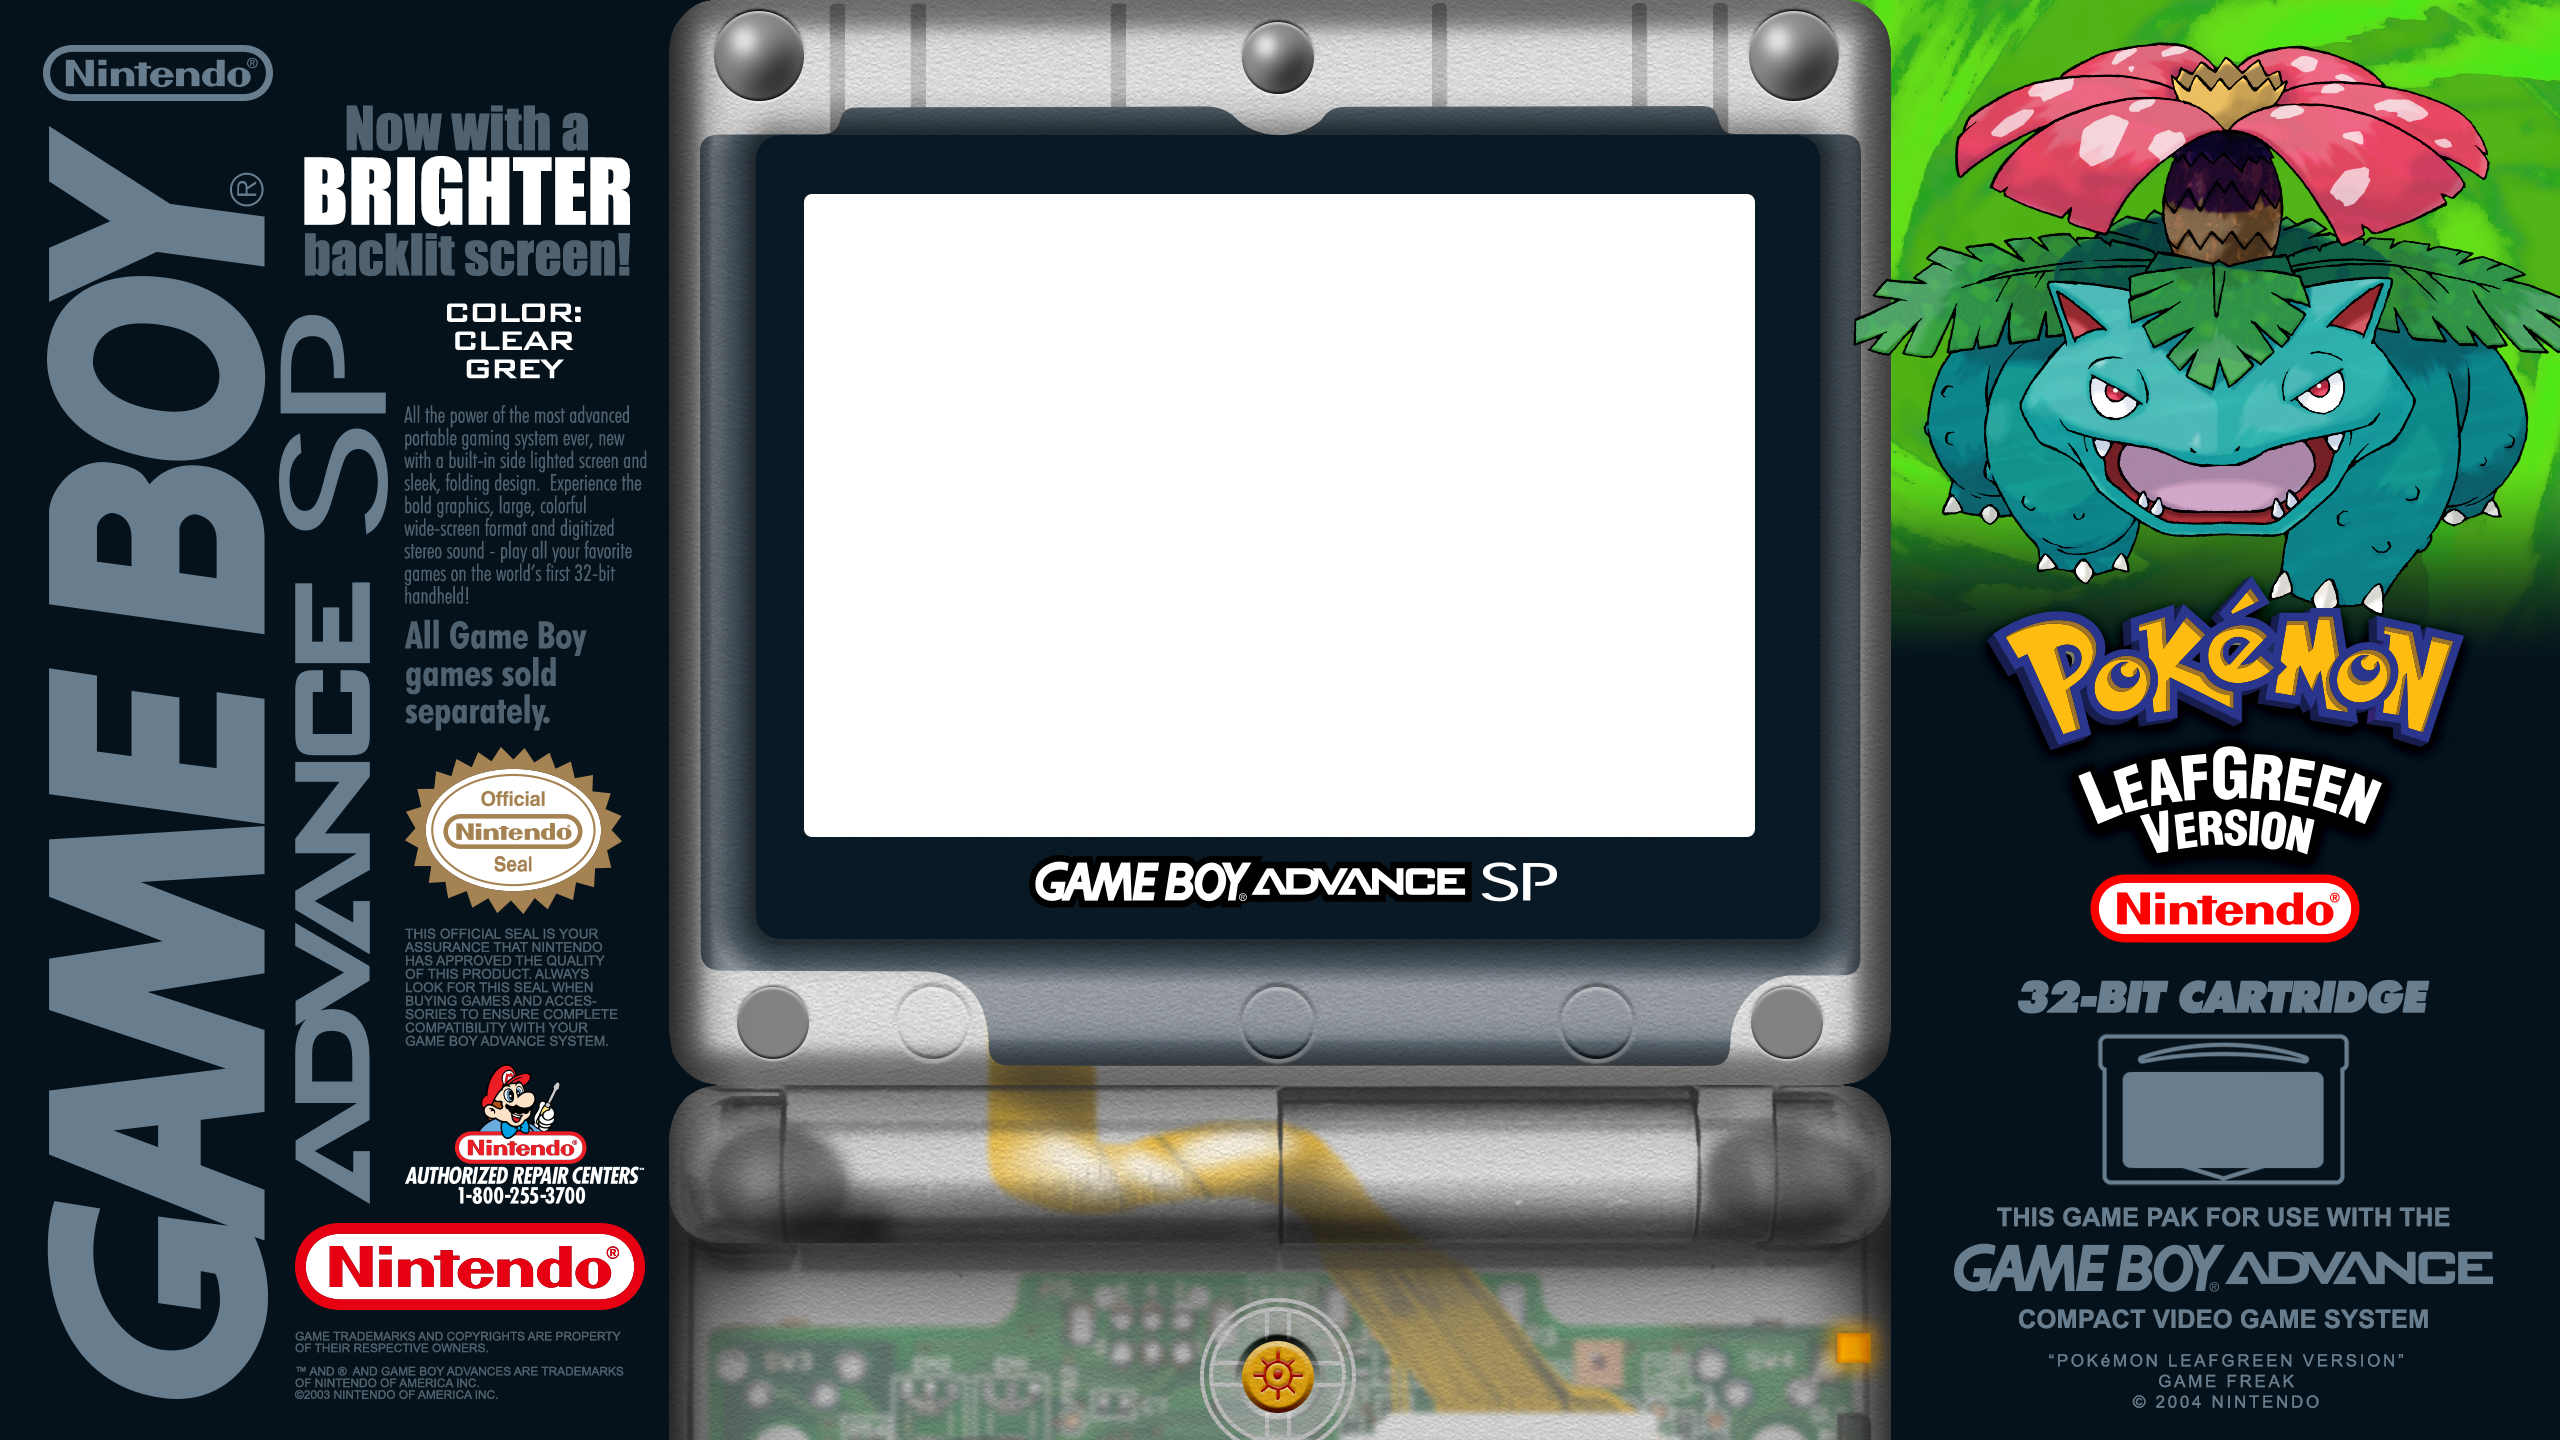 Nintendo®
GAME BOY®
ADVANCE SP
Now with a
BRIGHTER
backlit screen!
COLOR:
CLEAR
GREY
All the power of the most advanced
portable gaming system ever, new
with a built-in side lighted screen and
sleek, folding design.  Experience the
bold graphics, large, colorful
wide-screen format and digitized
stereo sound - play all your favorite
games on the world's first 32-bit
handheld!
All Game Boy
games sold
separately.
Official
Nintendo®
Seal
THIS OFFICIAL SEAL IS YOUR
ASSURANCE THAT NINTENDO
HAS APPROVED THE QUALITY
OF THIS PRODUCT. ALWAYS
LOOK FOR THIS SEAL WHEN
BUYING GAMES AND ACCES-
SORIES TO ENSURE COMPLETE
COMPATIBILITY WITH YOUR
GAME BOY ADVANCE SYSTEM.
M
Nintendo®
AUTHORIZED REPAIR CENTERS™
1-800-255-3700
Nintendo®
GAME TRADEMARKS AND COPYRIGHTS ARE PROPERTY
OF THEIR RESPECTIVE OWNERS.
™ AND ® AND GAME BOY ADVANCES ARE TRADEMARKS
OF NINTENDO OF AMERICA INC.
©2003 NINTENDO OF AMERICA INC.
GAME BOY® ADVANCE SP
POKéMON
LEAFGREEN
VERSION
Nintendo®
32-BIT CARTRIDGE
THIS GAME PAK FOR USE WITH THE
GAME BOY® ADVANCE
COMPACT VIDEO GAME SYSTEM
“POKéMON LEAFGREEN VERSION”
GAME FREAK
© 2004 NINTENDO